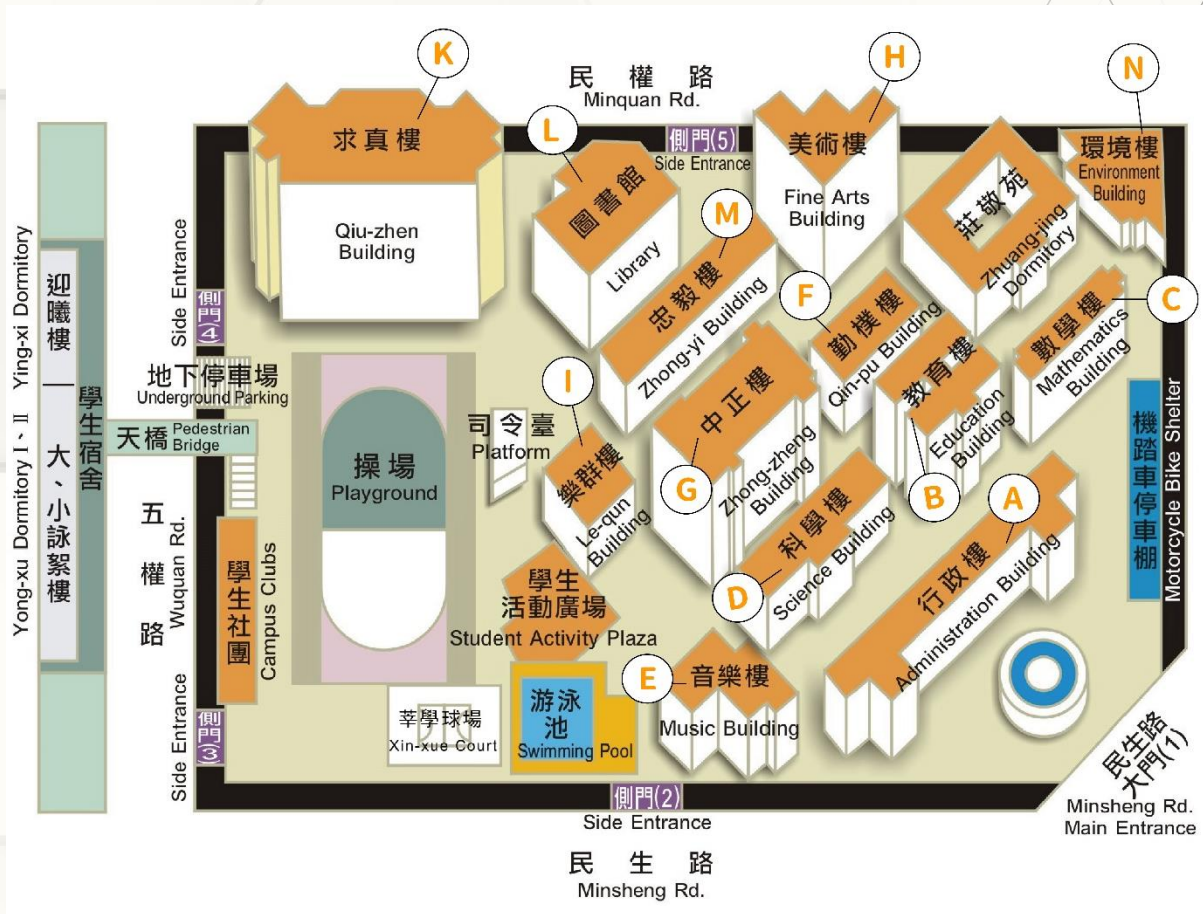 K
H
N
民權路
Minquan Rd.
L
求真樓
Qiu-zhen
Building
側門(5)
Side Entrance
圖書館
Library
美術樓
Fine Arts
Building
環境樓
Environment
Building
莊敬苑
Zhuang-jing
Dormitory
M
忠毅樓
Zhong-yi Building
F
勤樸樓
Qin-pu Building
C
數學樓
Mathematics
Building
教育樓
Education
Building
B
Side Entrance
側門(4)
地下停車場
Underground Parking
天橋
Pedestrian
Bridge
Ying-xi Dormitory
Yong-xu Dormitory I、II
迎曦樓
大、小詠絮樓
學生宿舍
五權路
Wuquan Rd.
學生社團
Campus Clubs
操場
Playground
司令臺
Platform
I
樂群樓
Le-qun
Building
中正樓
G
Zhong-zheng
Building
科學樓
D
Science Building
A
行政樓
Administration Building
機踏車停車棚
Motorcycle Bike Shelter
學生
活動廣場
Student Activity Plaza
E
音樂樓
Music Building
游泳
池
Swimming Pool
莘學球場
Xin-xue Court
Side Entrance
側門(3)
側門(2)
Side Entrance
民生路
大門(1)
Minsheng Rd.
Main Entrance
民生路
Minsheng Rd.